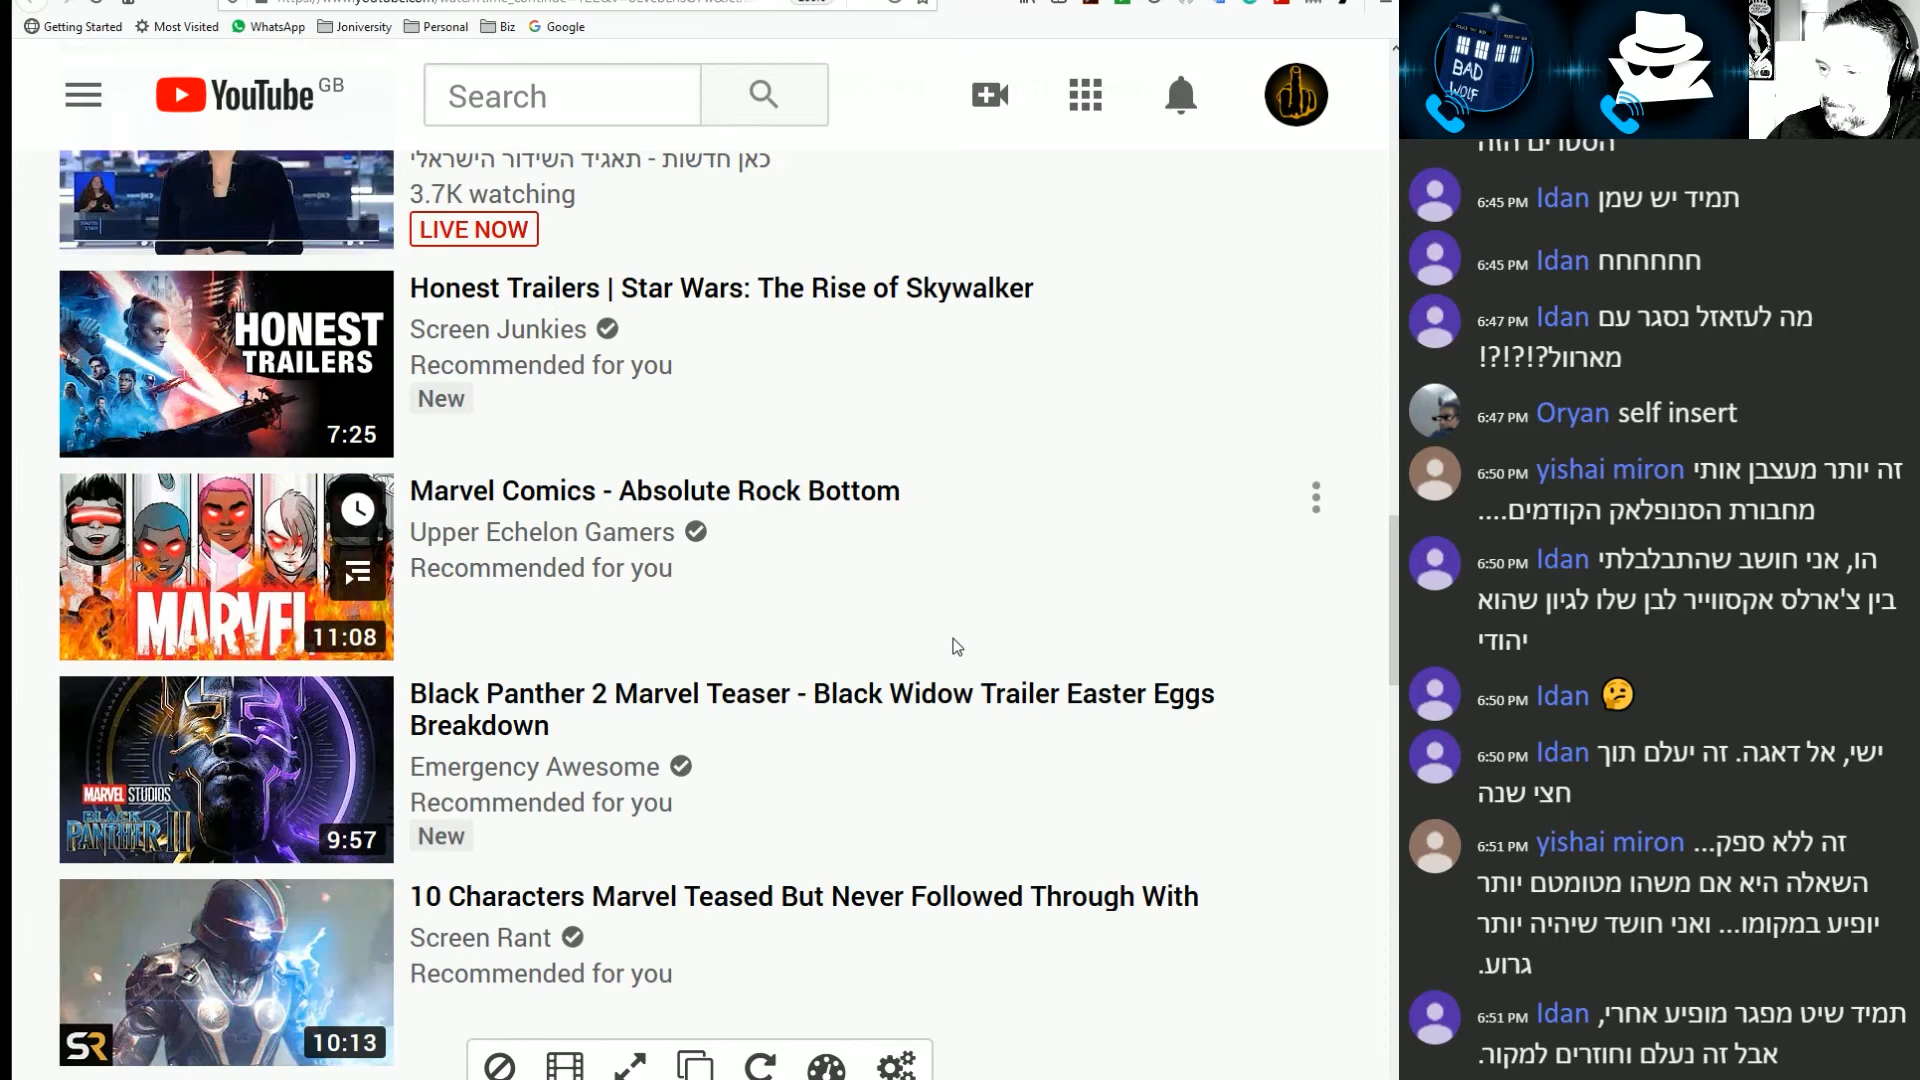 Getting Started
Most Visited
WhatsApp
Joniversity
Personal
Biz
Google
YouTube GB
Search
כאן חדשות - תאגיד השידור הישראלי
3.7K watching
LIVE NOW
HONEST
TRAILERS
7:25
Honest Trailers | Star Wars: The Rise of Skywalker
Screen Junkies
Recommended for you
New
MARVEL
11:08
Marvel Comics - Absolute Rock Bottom
Upper Echelon Gamers
Recommended for you
MARVEL STUDIOS
BLACK
PANTHER II
9:57
Black Panther 2 Marvel Teaser - Black Widow Trailer Easter Eggs
Breakdown
Emergency Awesome
Recommended for you
New
SR
10:13
10 Characters Marvel Teased But Never Followed Through With
Screen Rant
Recommended for you
BAD
WOLF
6:45 PM Idan תמיד יש שמן
6:45 PM Idan חחחחחח
6:47 PM Idan מה לעזאזל נסגר עם
מארוול?!?!?!
6:47 PM Oryan self insert
6:50 PM yishai miron זה יותר מעצבן אותי
מחבורת הסנופלאק הקודמים....
6:50 PM Idan הו, אני חושב שהתבלבלתי
בין צ'ארלס אקסווייר לבן שלו לגיון שהוא
יהודי
6:50 PM Idan 🤔
6:50 PM Idan ישי, אל דאגה. זה יעלם תוך
חצי שנה
6:51 PM yishai miron זה ללא ספק...
השאלה היא אם משהו מטומטם יותר
יופיע במקומו... ואני חושד שיהיה יותר
גרוע.
6:51 PM Idan תמיד שיט מפגר מופיע אחרי,
אבל זה נעלם וחוזרים למקור.